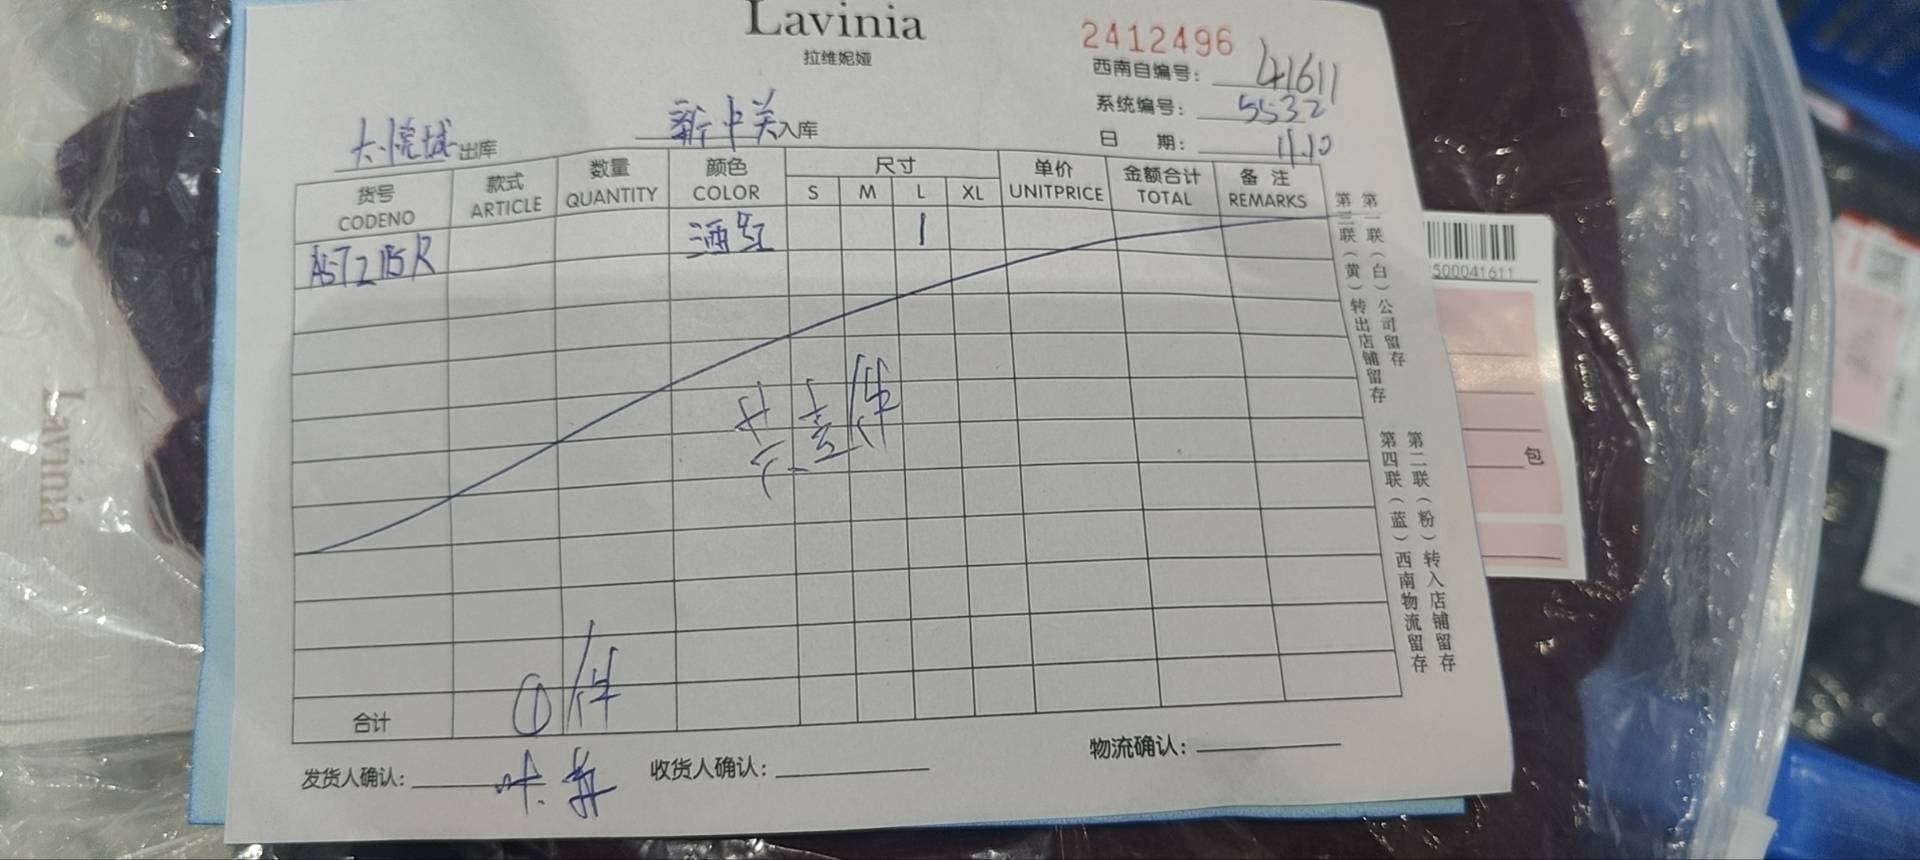 Lavinia
拉维妮娅
2412496
西南自编号: 41611
系统编号: 5532
日 期: 11.10
大悦城 出库 新中关 入库
货号 款式 数量 颜色 尺寸 单价 金额合计 备注
CODENO ARTICLE QUANTITY COLOR S M L XL UNITPRICE TOTAL REMARKS
酒红 1
共壹件
合计 ①件
发货人确认: 收货人确认: 物流确认:
第一联(白)公司留存
第三联(黄)转出店铺留存
第二联(粉)转入店铺留存
第四联(蓝)西南物流留存
500041611
包
Lavinia